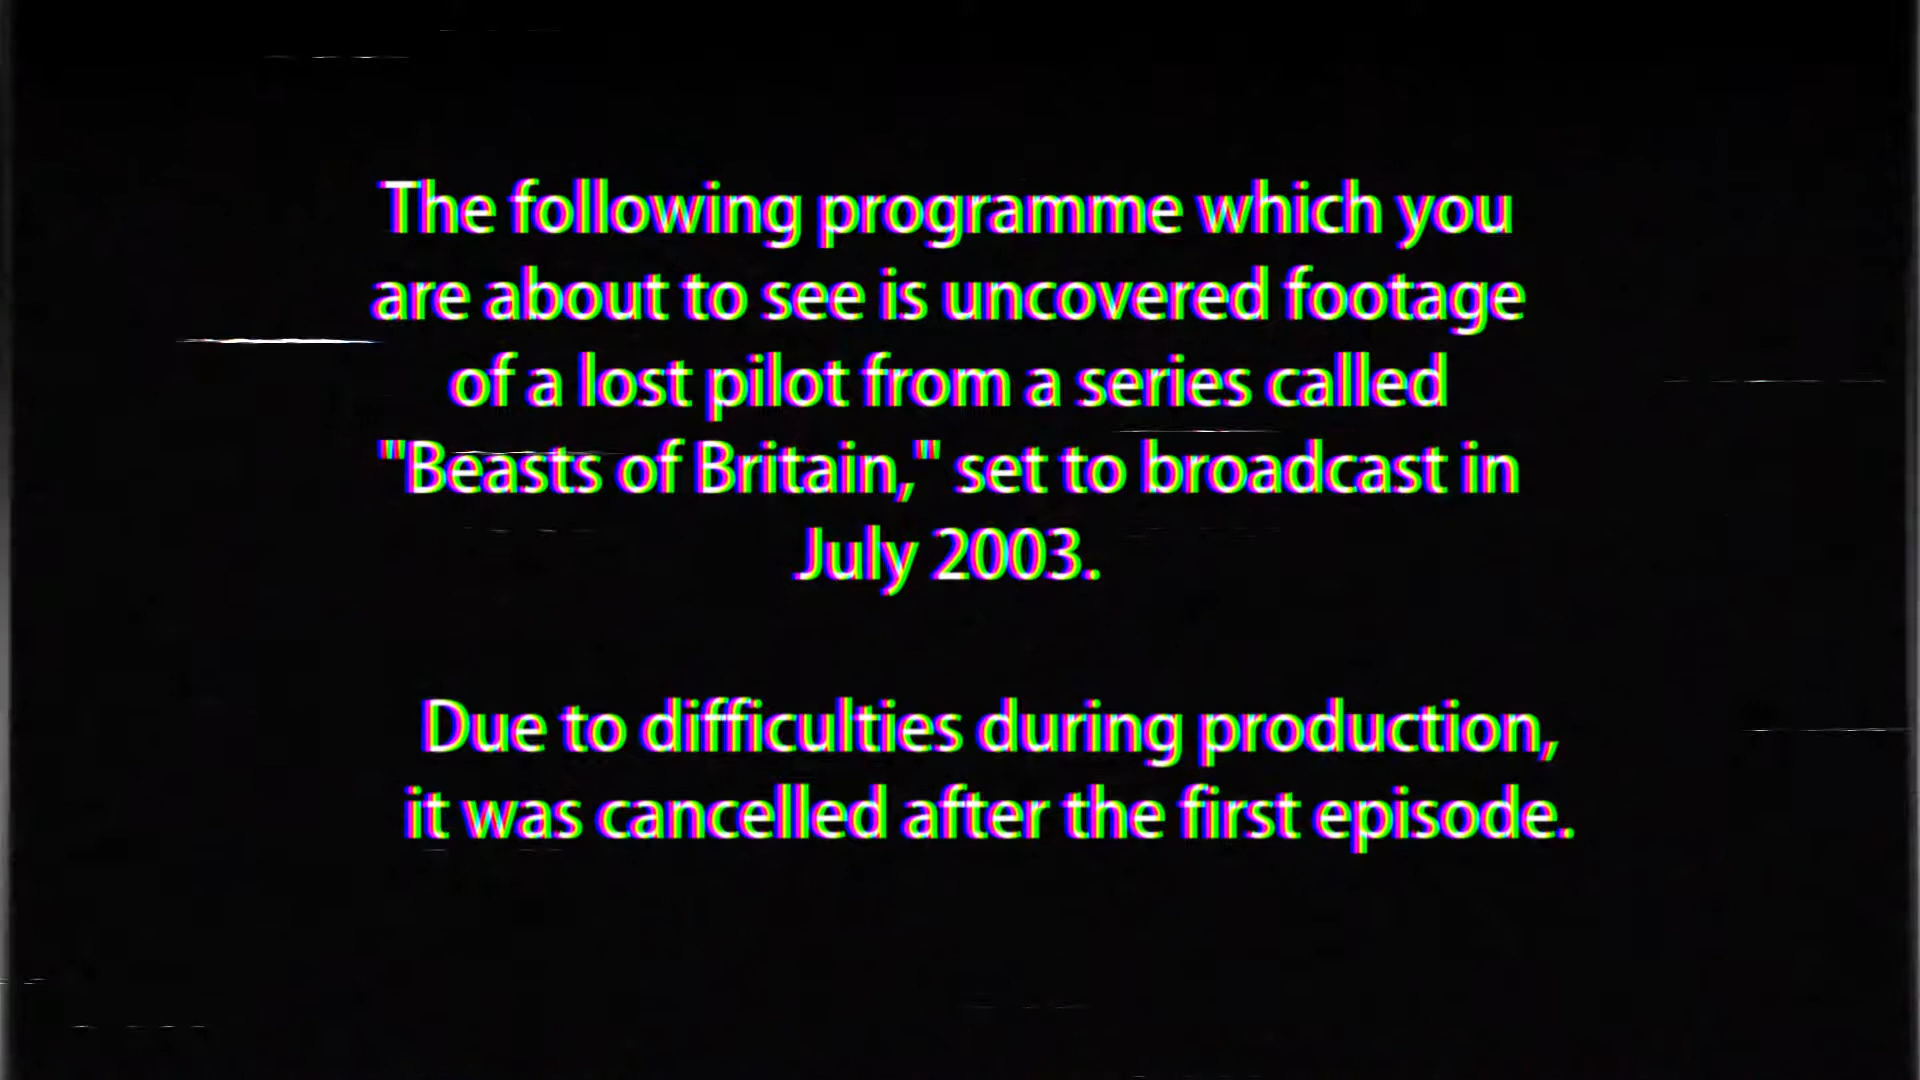 The following programme which you
are about to see is uncovered footage
of a lost pilot from a series called
"Beasts of Britain," set to broadcast in
July 2003.
Due to difficulties during production,
it was cancelled after the first episode.